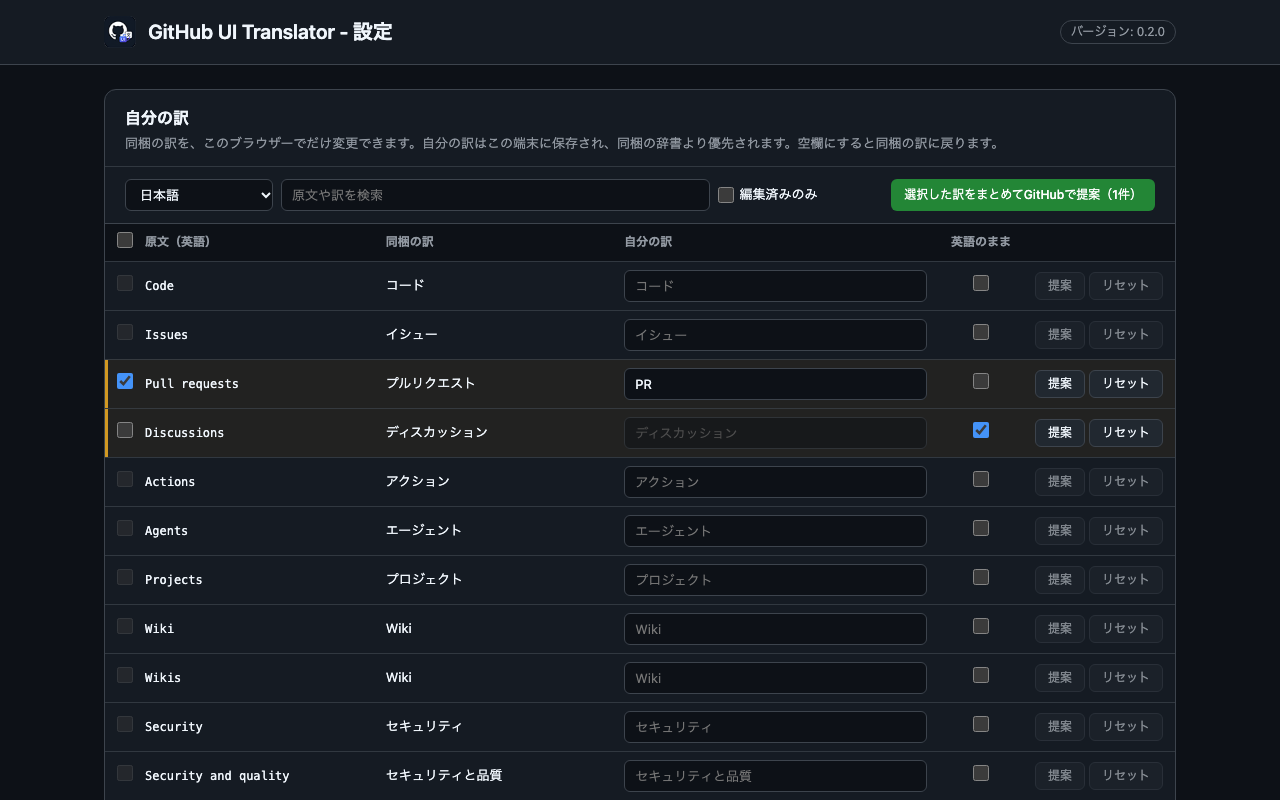 GitHub UI Translator - 設定
バージョン: 0.2.0
自分の訳
同梱の訳を、このブラウザーでだけ変更できます。自分の訳はこの端末に保存され、同梱の辞書より優先されます。空欄にすると同梱の訳に戻ります。
日本語 原文や訳を検索 編集済みのみ 選択した訳をまとめてGitHubで提案（1件）
原文（英語） 同梱の訳 自分の訳 英語のまま
Code コード コード 提案 リセット
Issues イシュー イシュー 提案 リセット
Pull requests プルリクエスト PR 提案 リセット
Discussions ディスカッション ディスカッション 提案 リセット
Actions アクション アクション 提案 リセット
Agents エージェント エージェント 提案 リセット
Projects プロジェクト プロジェクト 提案 リセット
Wiki Wiki Wiki 提案 リセット
Wikis Wiki Wiki 提案 リセット
Security セキュリティ セキュリティ 提案 リセット
Security and quality セキュリティと品質 セキュリティと品質 提案 リセット